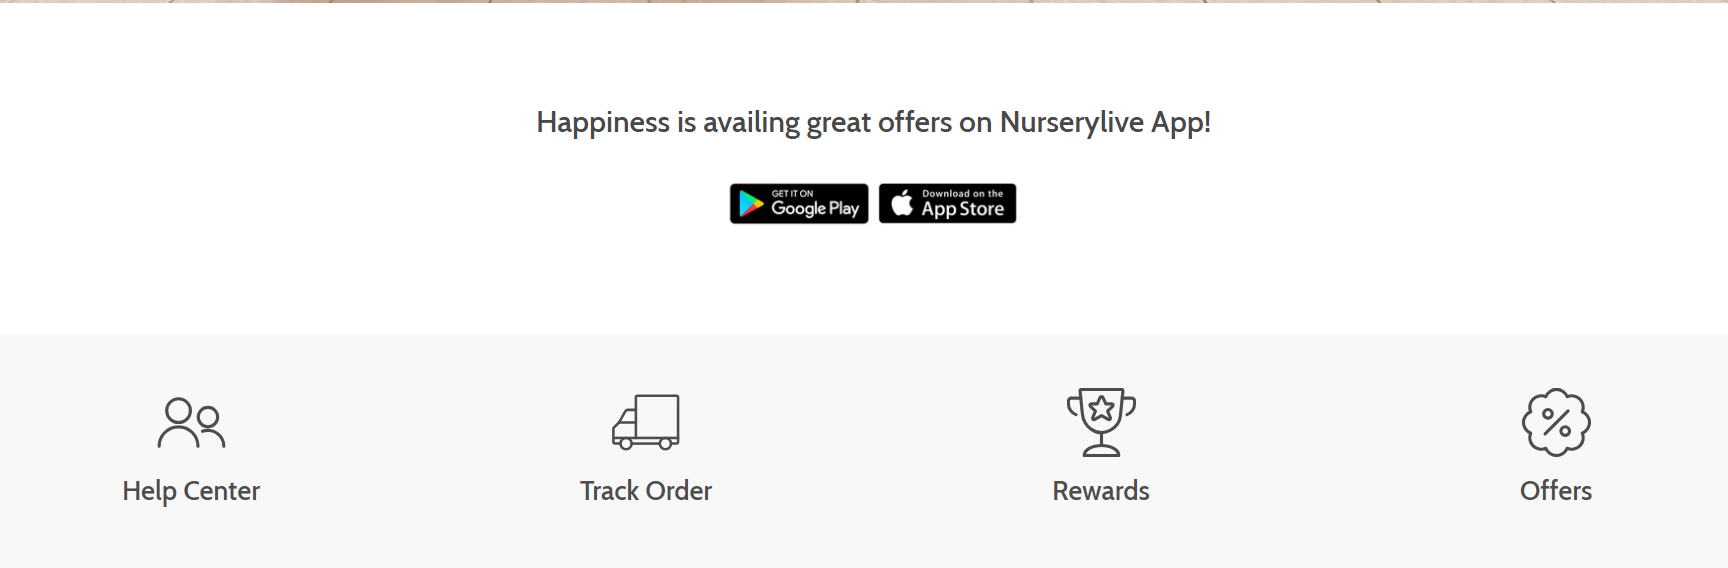 Happiness is availing great offers on Nurserylive App!
GET IT ON
Google Play
Download on the
App Store
Help Center
Track Order
Rewards
Offers